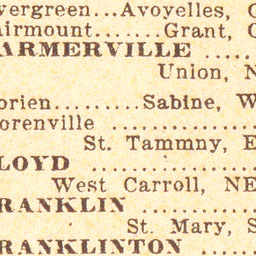 vergreen...Avoyelles, C
airmount.......Grant, C
ARMERVILLE ....
Union, N
orien........Sabine, W
orenville ............
St. Tammny, E
LOYD ..............
West Carroll, NE
RANKLIN ..........
St. Mary, S
RANKLINTON .....